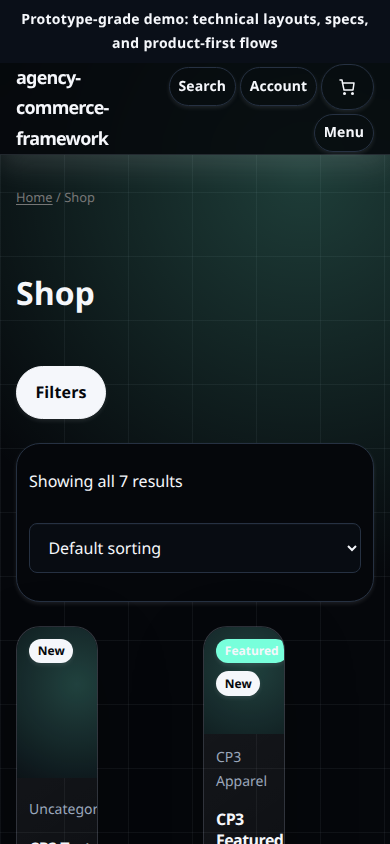 Prototype-grade demo: technical layouts, specs,
and product-first flows
agency-
commerce-
framework
Search
Account
Menu
Home / Shop
Shop
Filters
Showing all 7 results
Default sorting
New
Uncategor
Featured
New
CP3
Apparel
CP3
Featured